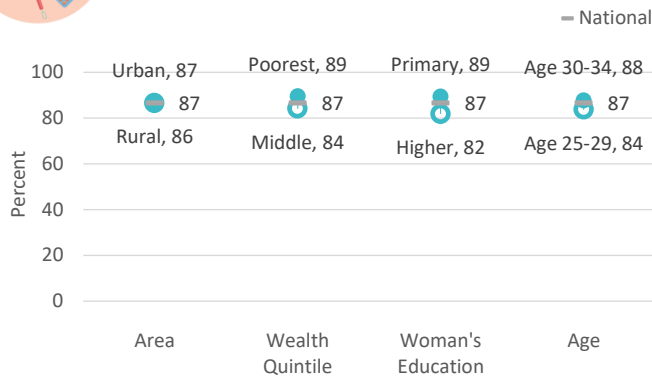 National
100
80
60
40
20
0
Percent
Urban, 87
87
Rural, 86
Poorest, 89
87
Middle, 84
Primary, 89
87
Higher, 82
Age 30-34, 88
87
Age 25-29, 84
Area
Wealth
Quintile
Woman's
Education
Age